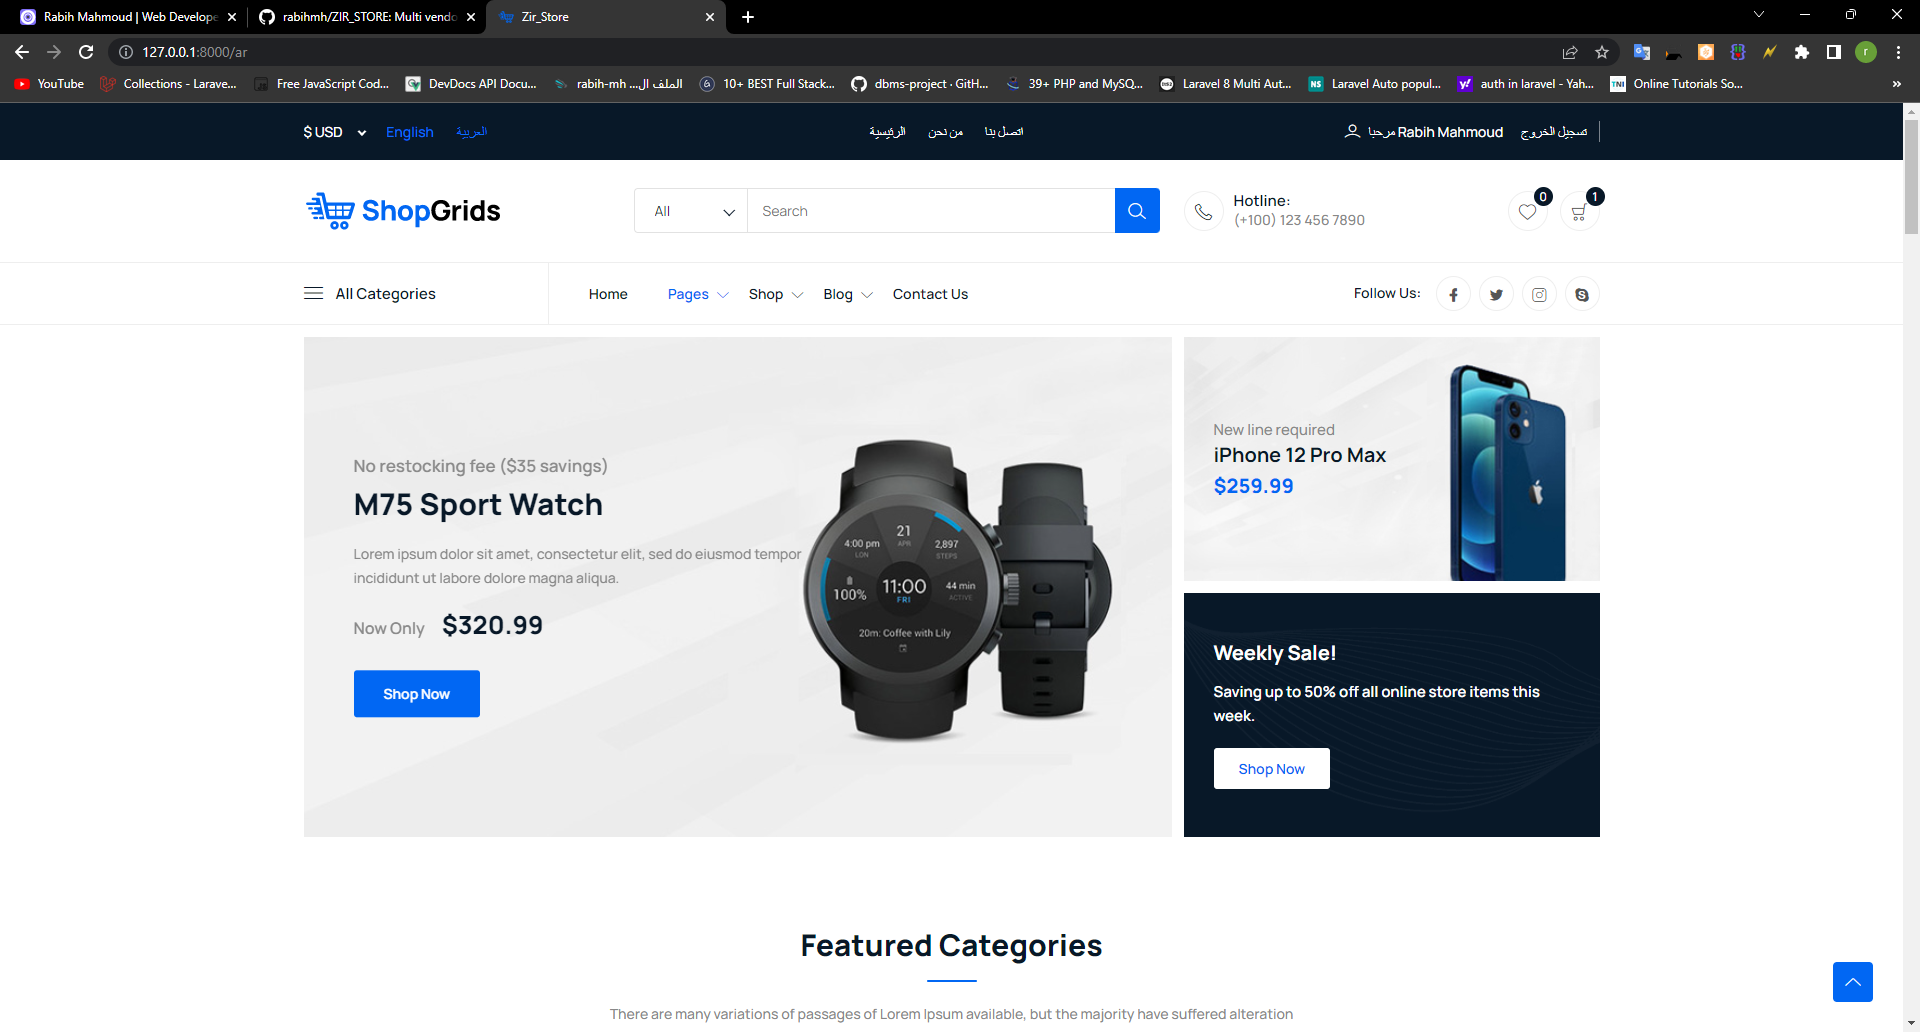 Rabih Mahmoud | Web Develope
rabihmh/ZIR_STORE: Multi vendo
Zir_Store
127.0.0.1:8000/ar
YouTube
Collections - Larave...
Free JavaScript Cod...
DevDocs API Docu...
rabih-mh ...الملف ال
10+ BEST Full Stack...
dbms-project · GitH...
39+ PHP and MySQ...
Laravel 8 Multi Aut...
Laravel Auto popul...
auth in laravel - Yah...
Online Tutorials So...
$ USD
English
العربية
الرئيسية
من نحن
اتصل بنا
مرحبا Rabih Mahmoud
تسجيل الخروج
ShopGrids
All
Search
Hotline:
(+100) 123 456 7890
0
1
All Categories
Home
Pages
Shop
Blog
Contact Us
Follow Us:
No restocking fee ($35 savings)
M75 Sport Watch
Lorem ipsum dolor sit amet, consectetur elit, sed do eiusmod tempor
incididunt ut labore dolore magna aliqua.
Now Only $320.99
Shop Now
21
APR
4:00 pm
LON
2,897
STEPS
100%
11:00
FRI
44 min
ACTIVE
20m: Coffee with Lily
New line required
iPhone 12 Pro Max
$259.99
Weekly Sale!
Saving up to 50% off all online store items this
week.
Shop Now
Featured Categories
There are many variations of passages of Lorem Ipsum available, but the majority have suffered alteration